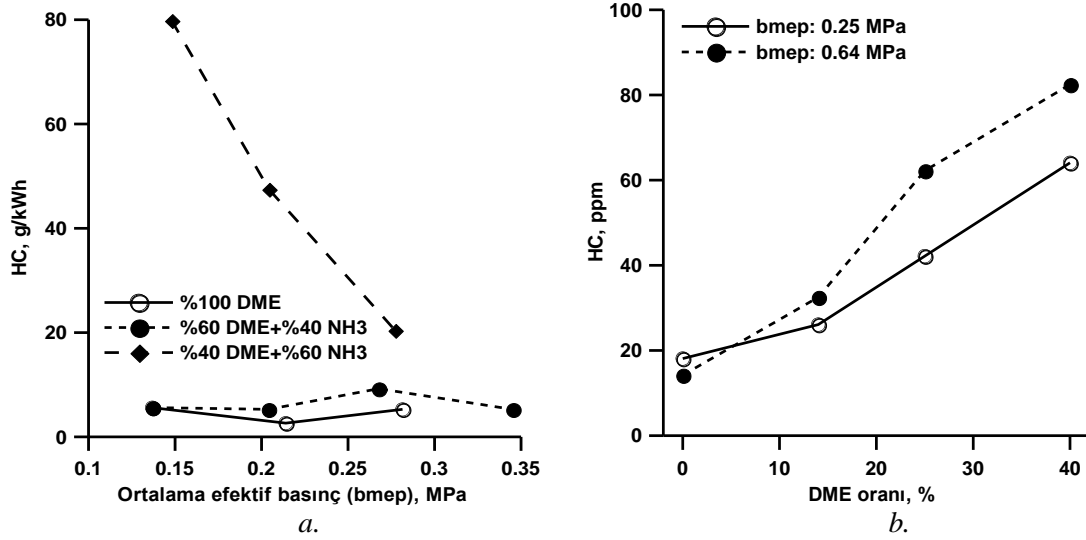 80
60
40
20
0
HC, g/kWh
%100 DME
%60 DME+%40 NH3
%40 DME+%60 NH3
0.1 0.15 0.2 0.25 0.3 0.35
Ortalama efektif basınç (bmep), MPa
a.
bmep: 0.25 MPa
bmep: 0.64 MPa
100
80
60
40
20
0
HC, ppm
0 10 20 30 40
DME oranı, %
b.